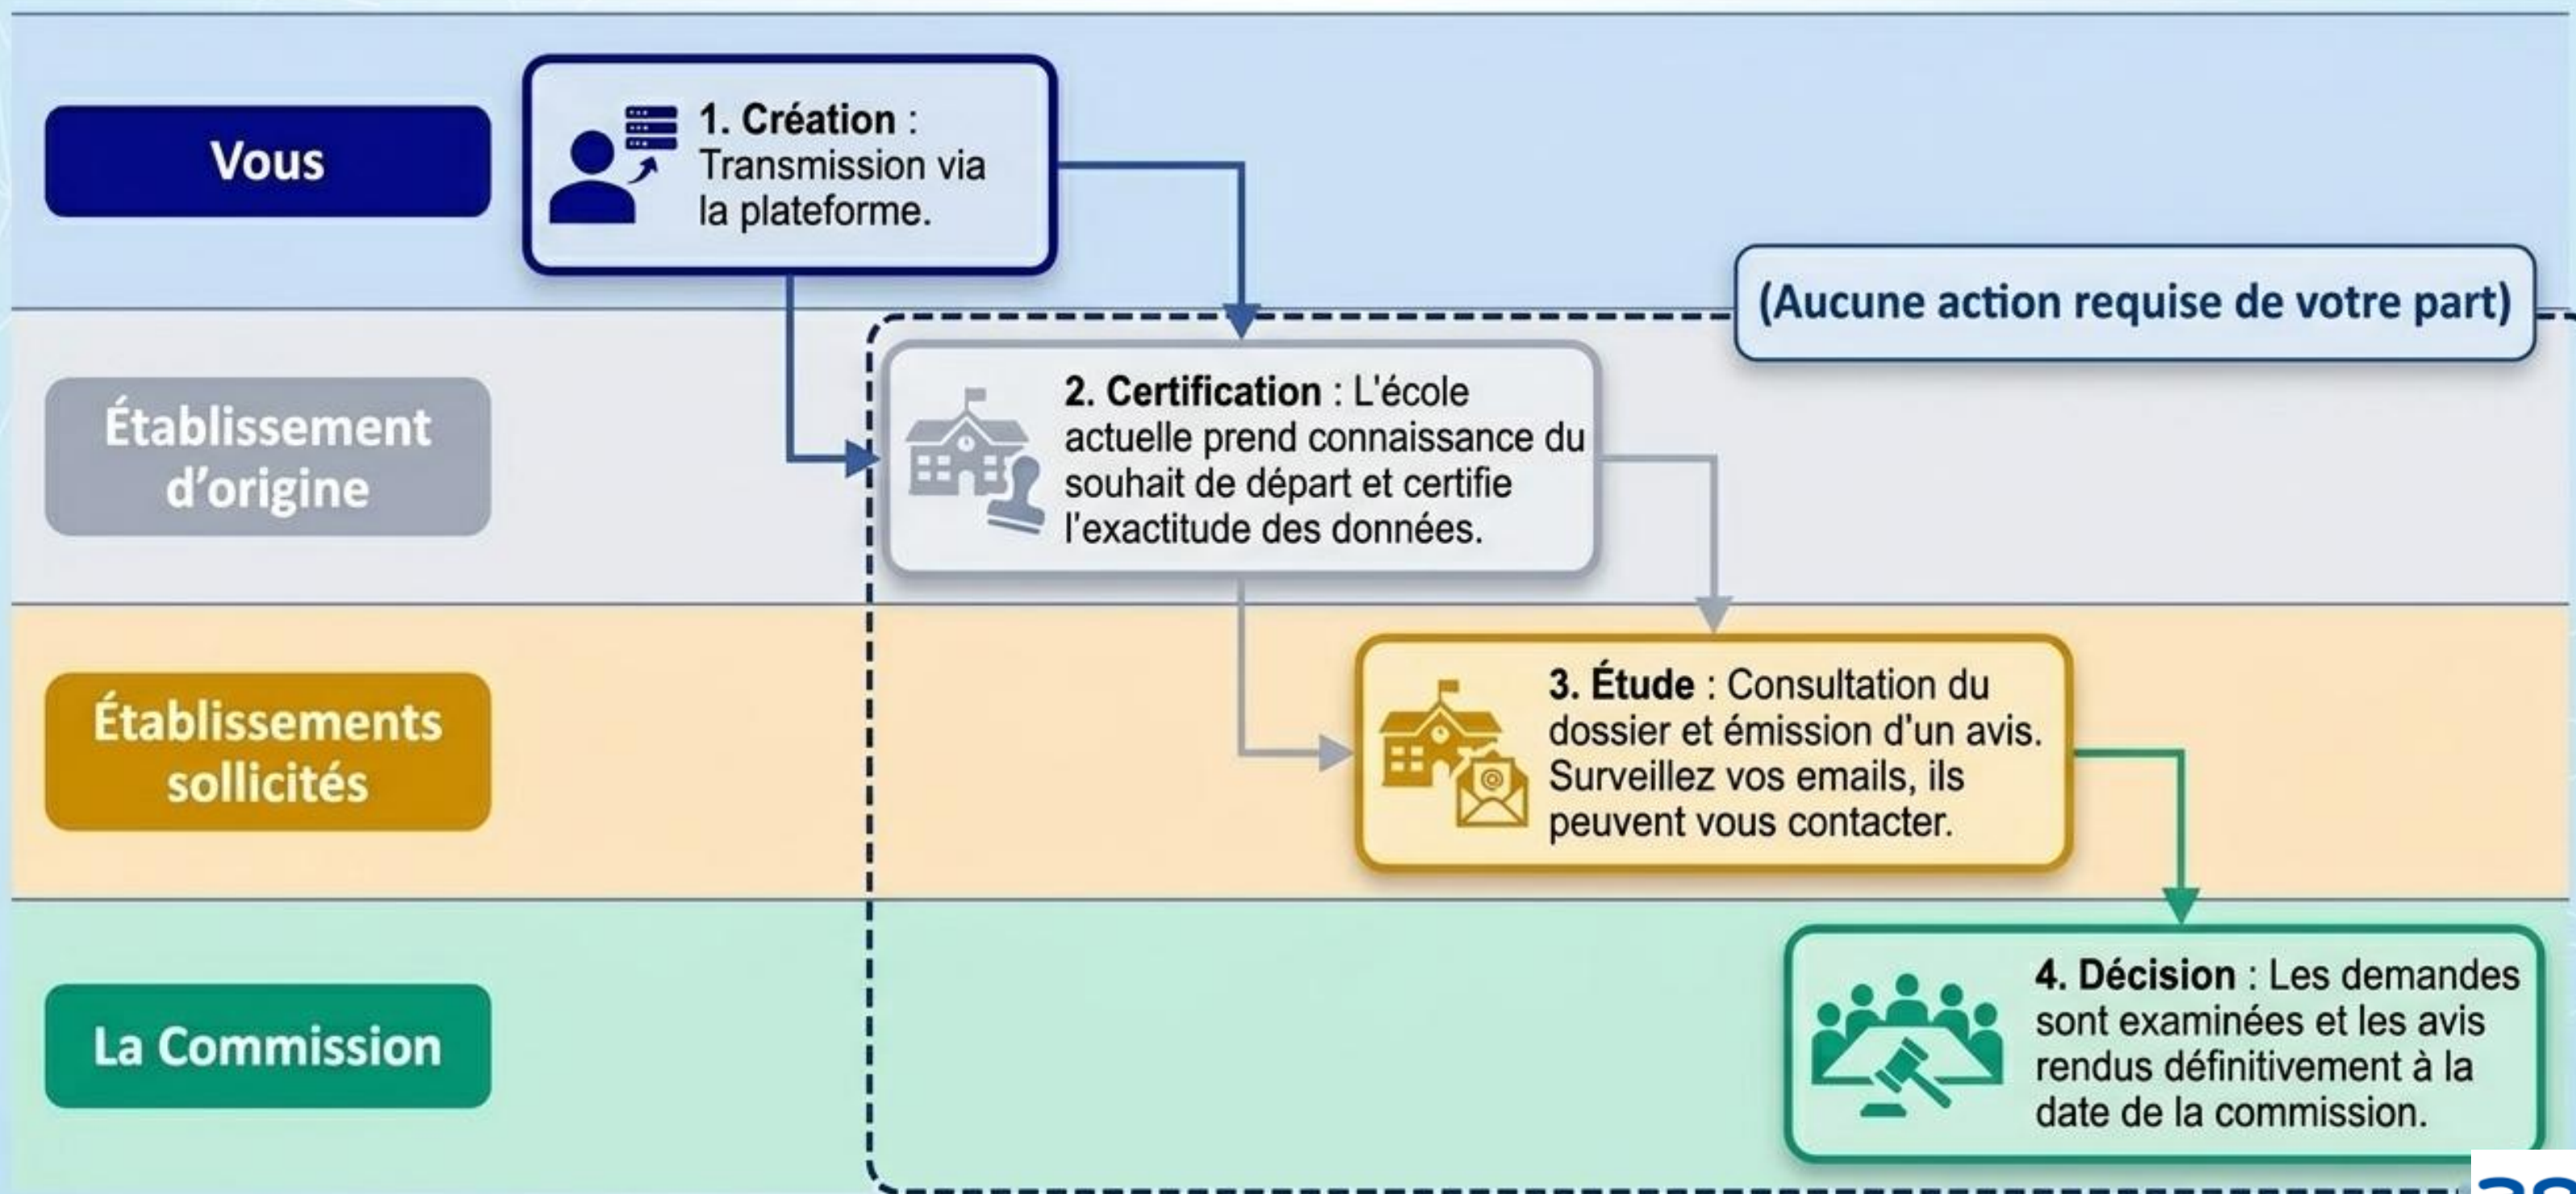 Vous
1. Création :
Transmission via
la plateforme.
(Aucune action requise de votre part)
Établissement
d’origine
2. Certification : L'école
actuelle prend connaissance du
souhait de départ et certifie
l'exactitude des données.
Établissements
sollicités
3. Étude : Consultation du
dossier et émission d'un avis.
Surveillez vos emails, ils
peuvent vous contacter.
La Commission
4. Décision : Les demandes
sont examinées et les avis
rendus définitivement à la
date de la commission.